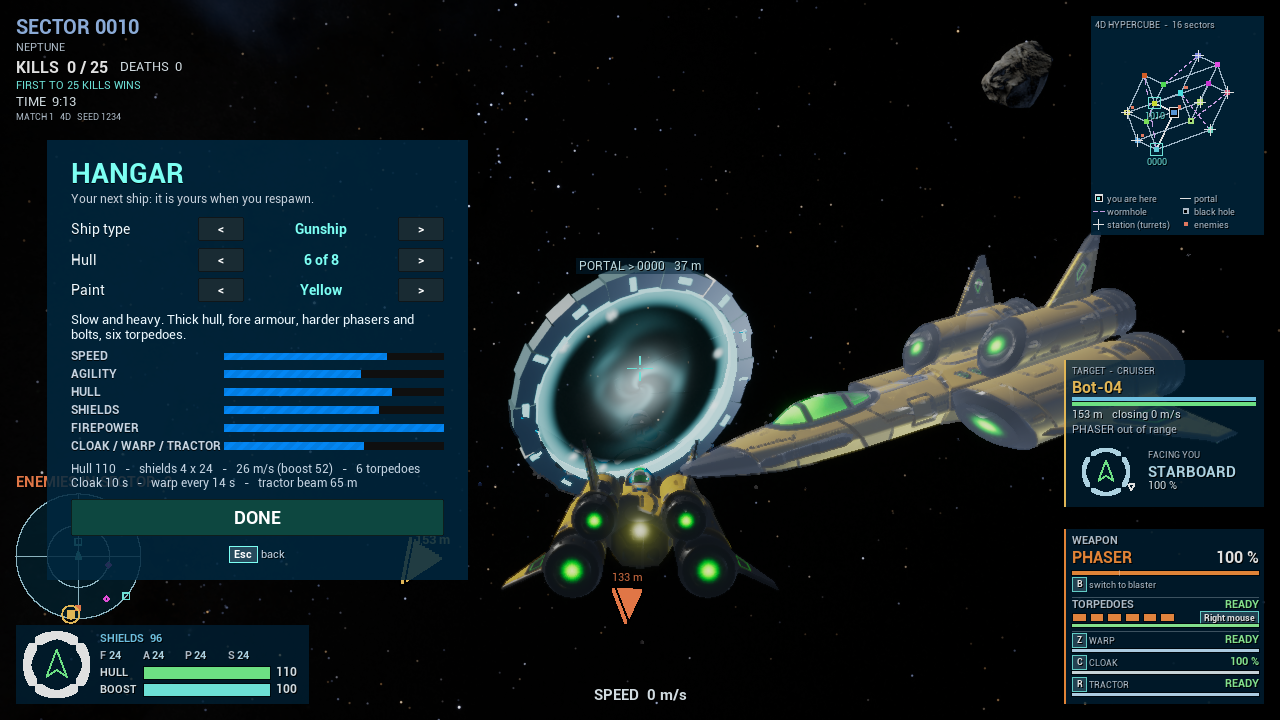 SECTOR 0010
NEPTUNE
KILLS 0 / 25 DEATHS 0
FIRST TO 25 KILLS WINS
TIME 9:13
MATCH 1 4D SEED 1234
HANGAR
Your next ship: it is yours when you respawn.
Ship type < Gunship >
Hull < 6 of 8 >
Paint < Yellow >
Slow and heavy. Thick hull, fore armour, harder phasers and
bolts, six torpedoes.
SPEED
AGILITY
HULL
SHIELDS
FIREPOWER
CLOAK / WARP / TRACTOR
Hull 110 - shields 4 x 24 - 26 m/s (boost 52) - 6 torpedoes
Cloak 10 s - warp every 14 s - tractor beam 65 m
DONE
Esc back
153 m
SHIELDS 96
F 24 A 24 P 24 S 24
HULL 110
BOOST 100
PORTAL > 0000 37 m
133 m
SPEED 0 m/s
4D HYPERCUBE - 16 sectors
0000
you are here portal
wormhole black hole
station (turrets) enemies
TARGET - CRUISER
Bot-04
153 m closing 0 m/s
PHASER out of range
FACING YOU
STARBOARD
100 %
WEAPON
PHASER 100 %
B switch to blaster
TORPEDOES READY
Right mouse
Z WARP READY
C CLOAK 100 %
R TRACTOR READY